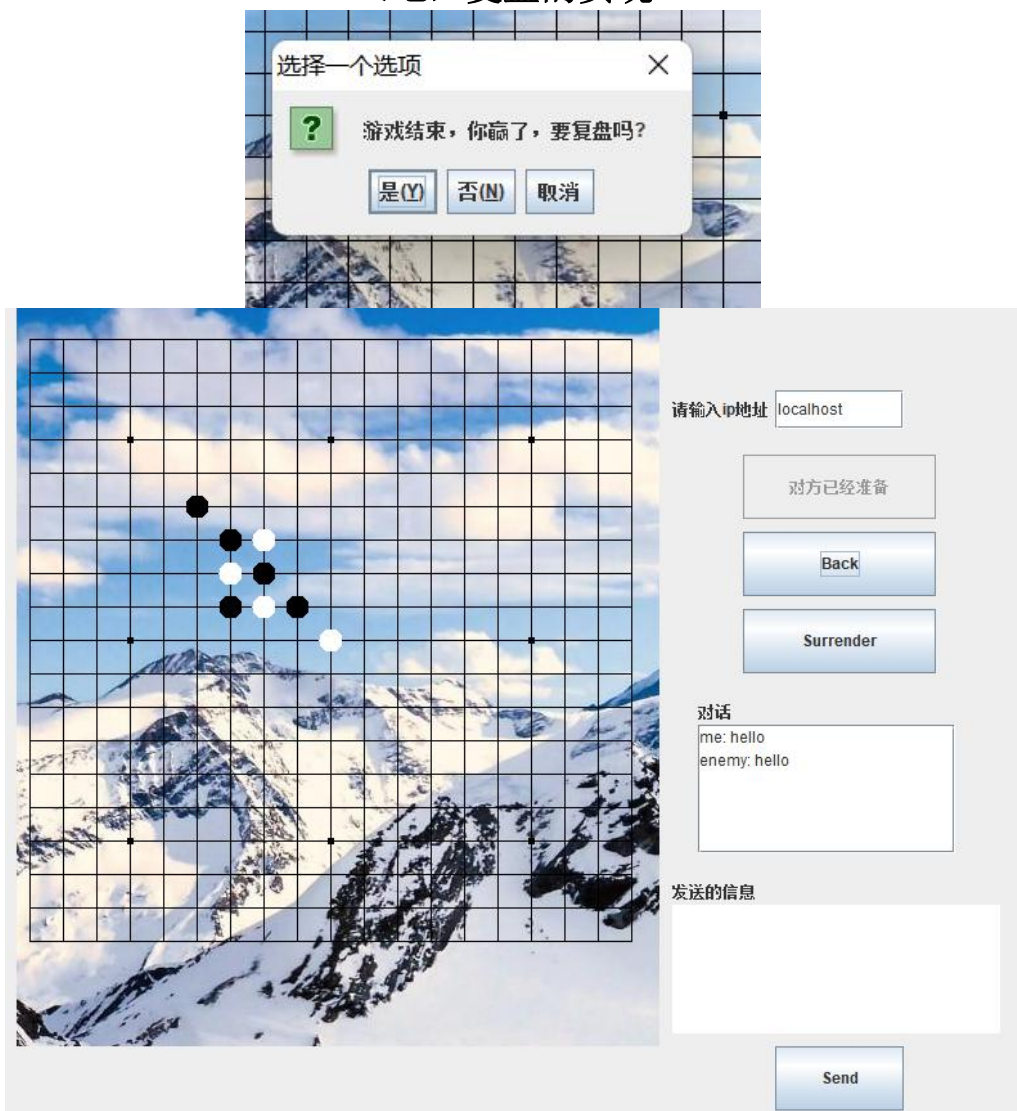 选择一个选项
游戏结束，你赢了，要复盘吗?
是(Y) 否(N) 取消
请输入ip地址 localhost
对方已经准备
Back
Surrender
对话
me: hello
enemy: hello
发送的信息
Send